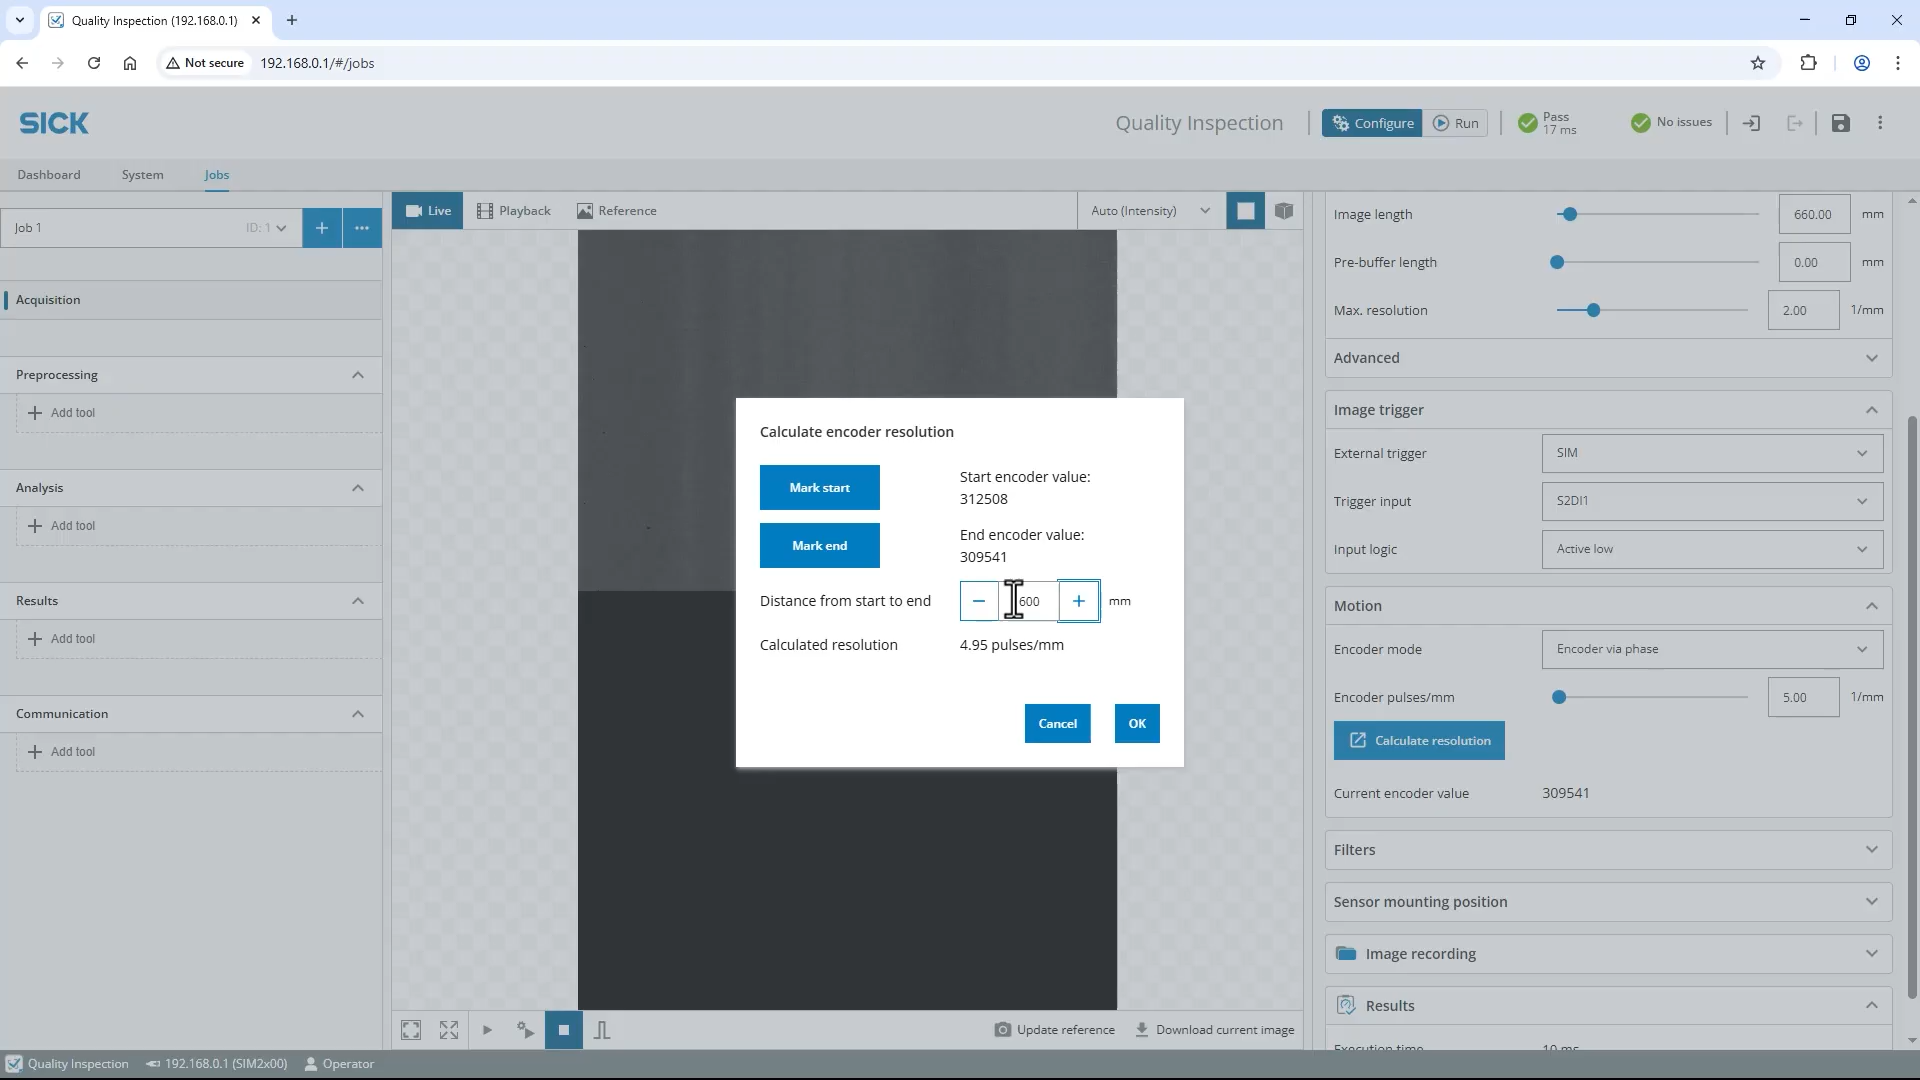 Quality Inspection (192.168.0.1)
Not secure
192.168.0.1/#/jobs
SICK
Quality Inspection
Configure
Run
Pass
17 ms
No issues
Dashboard
System
Jobs
Job 1
ID: 1
Acquisition
Preprocessing
Add tool
Analysis
Add tool
Results
Add tool
Communication
Add tool
Live
Playback
Reference
Auto (Intensity)
Calculate encoder resolution
Mark start
Start encoder value:
312508
Mark end
End encoder value:
309541
Distance from start to end
600
mm
Calculated resolution
4.95 pulses/mm
Cancel
OK
Update reference
Download current image
Image length
660.00
mm
Pre-buffer length
0.00
mm
Max. resolution
2.00
1/mm
Advanced
Image trigger
External trigger
SIM
Trigger input
S2DI1
Input logic
Active low
Motion
Encoder mode
Encoder via phase
Encoder pulses/mm
5.00
1/mm
Calculate resolution
Current encoder value
309541
Filters
Sensor mounting position
Image recording
Results
Execution time
10 ms
Quality Inspection
192.168.0.1 (SIM2x00)
Operator